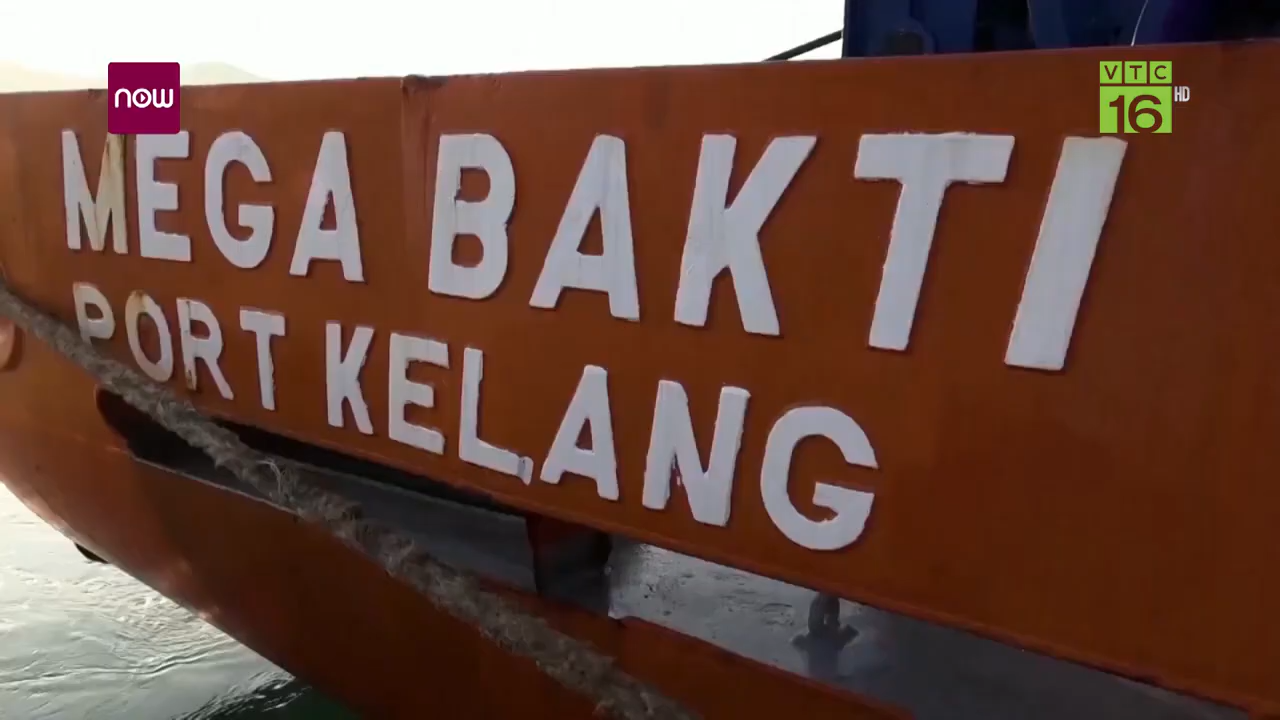 now
VTC
16 HD
MEGA BAKTI
PORT KELANG